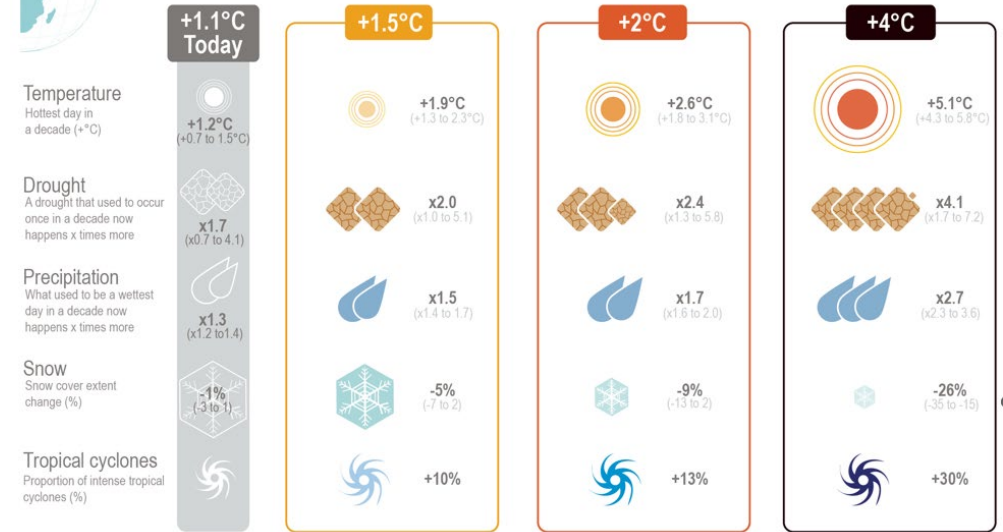 +1.1°C
Today
+1.5°C
+2°C
+4°C
Temperature
Hottest day in
a decade (+°C)
+1.2°C
(+0.7 to 1.5°C)
+1.9°C
(+1.3 to 2.3°C)
+2.6°C
(+1.8 to 3.1°C)
+5.1°C
(+4.3 to 5.8°C)
Drought
A drought that used to occur
once in a decade now
happens x times more
x1.7
(x0.7 to 4.1)
x2.0
(x1.0 to 5.1)
x2.4
(x1.3 to 5.8)
x4.1
(x1.7 to 7.2)
Precipitation
What used to be a wettest
day in a decade now
happens x times more
x1.3
(x1.2 to1.4)
x1.5
(x1.4 to 1.7)
x1.7
(x1.6 to 2.0)
x2.7
(x2.3 to 3.6)
Snow
Snow cover extent
change (%)
-1%
(-3 to 1)
-5%
(-7 to 2)
-9%
(-13 to 2)
-26%
(-35 to -15)
Tropical cyclones
Proportion of intense tropical
cyclones (%)
+10%
+13%
+30%